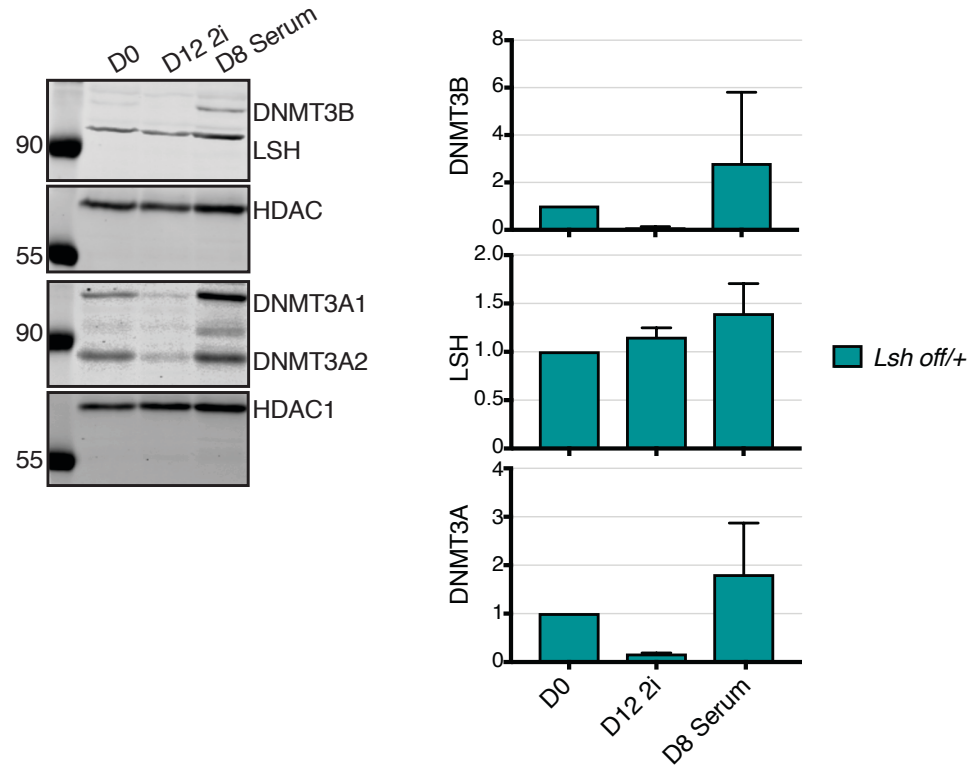 D0
D12 2i
D8 Serum
DNMT3B
90
LSH
HDAC
55
DNMT3A1
90
DNMT3A2
HDAC1
55
8
6
4
2
0
DNMT3B
2.0
1.5
1.0
0.5
0
LSH
4
3
2
1
0
DNMT3A
D0
D12 2i
D8 Serum
Lsh off/+